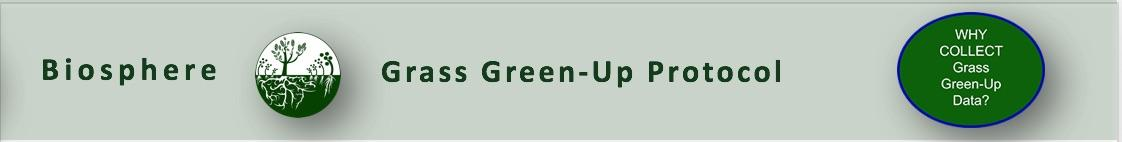 Biosphere
Grass Green-Up Protocol
WHY
COLLECT
Grass
Green-Up
Data?